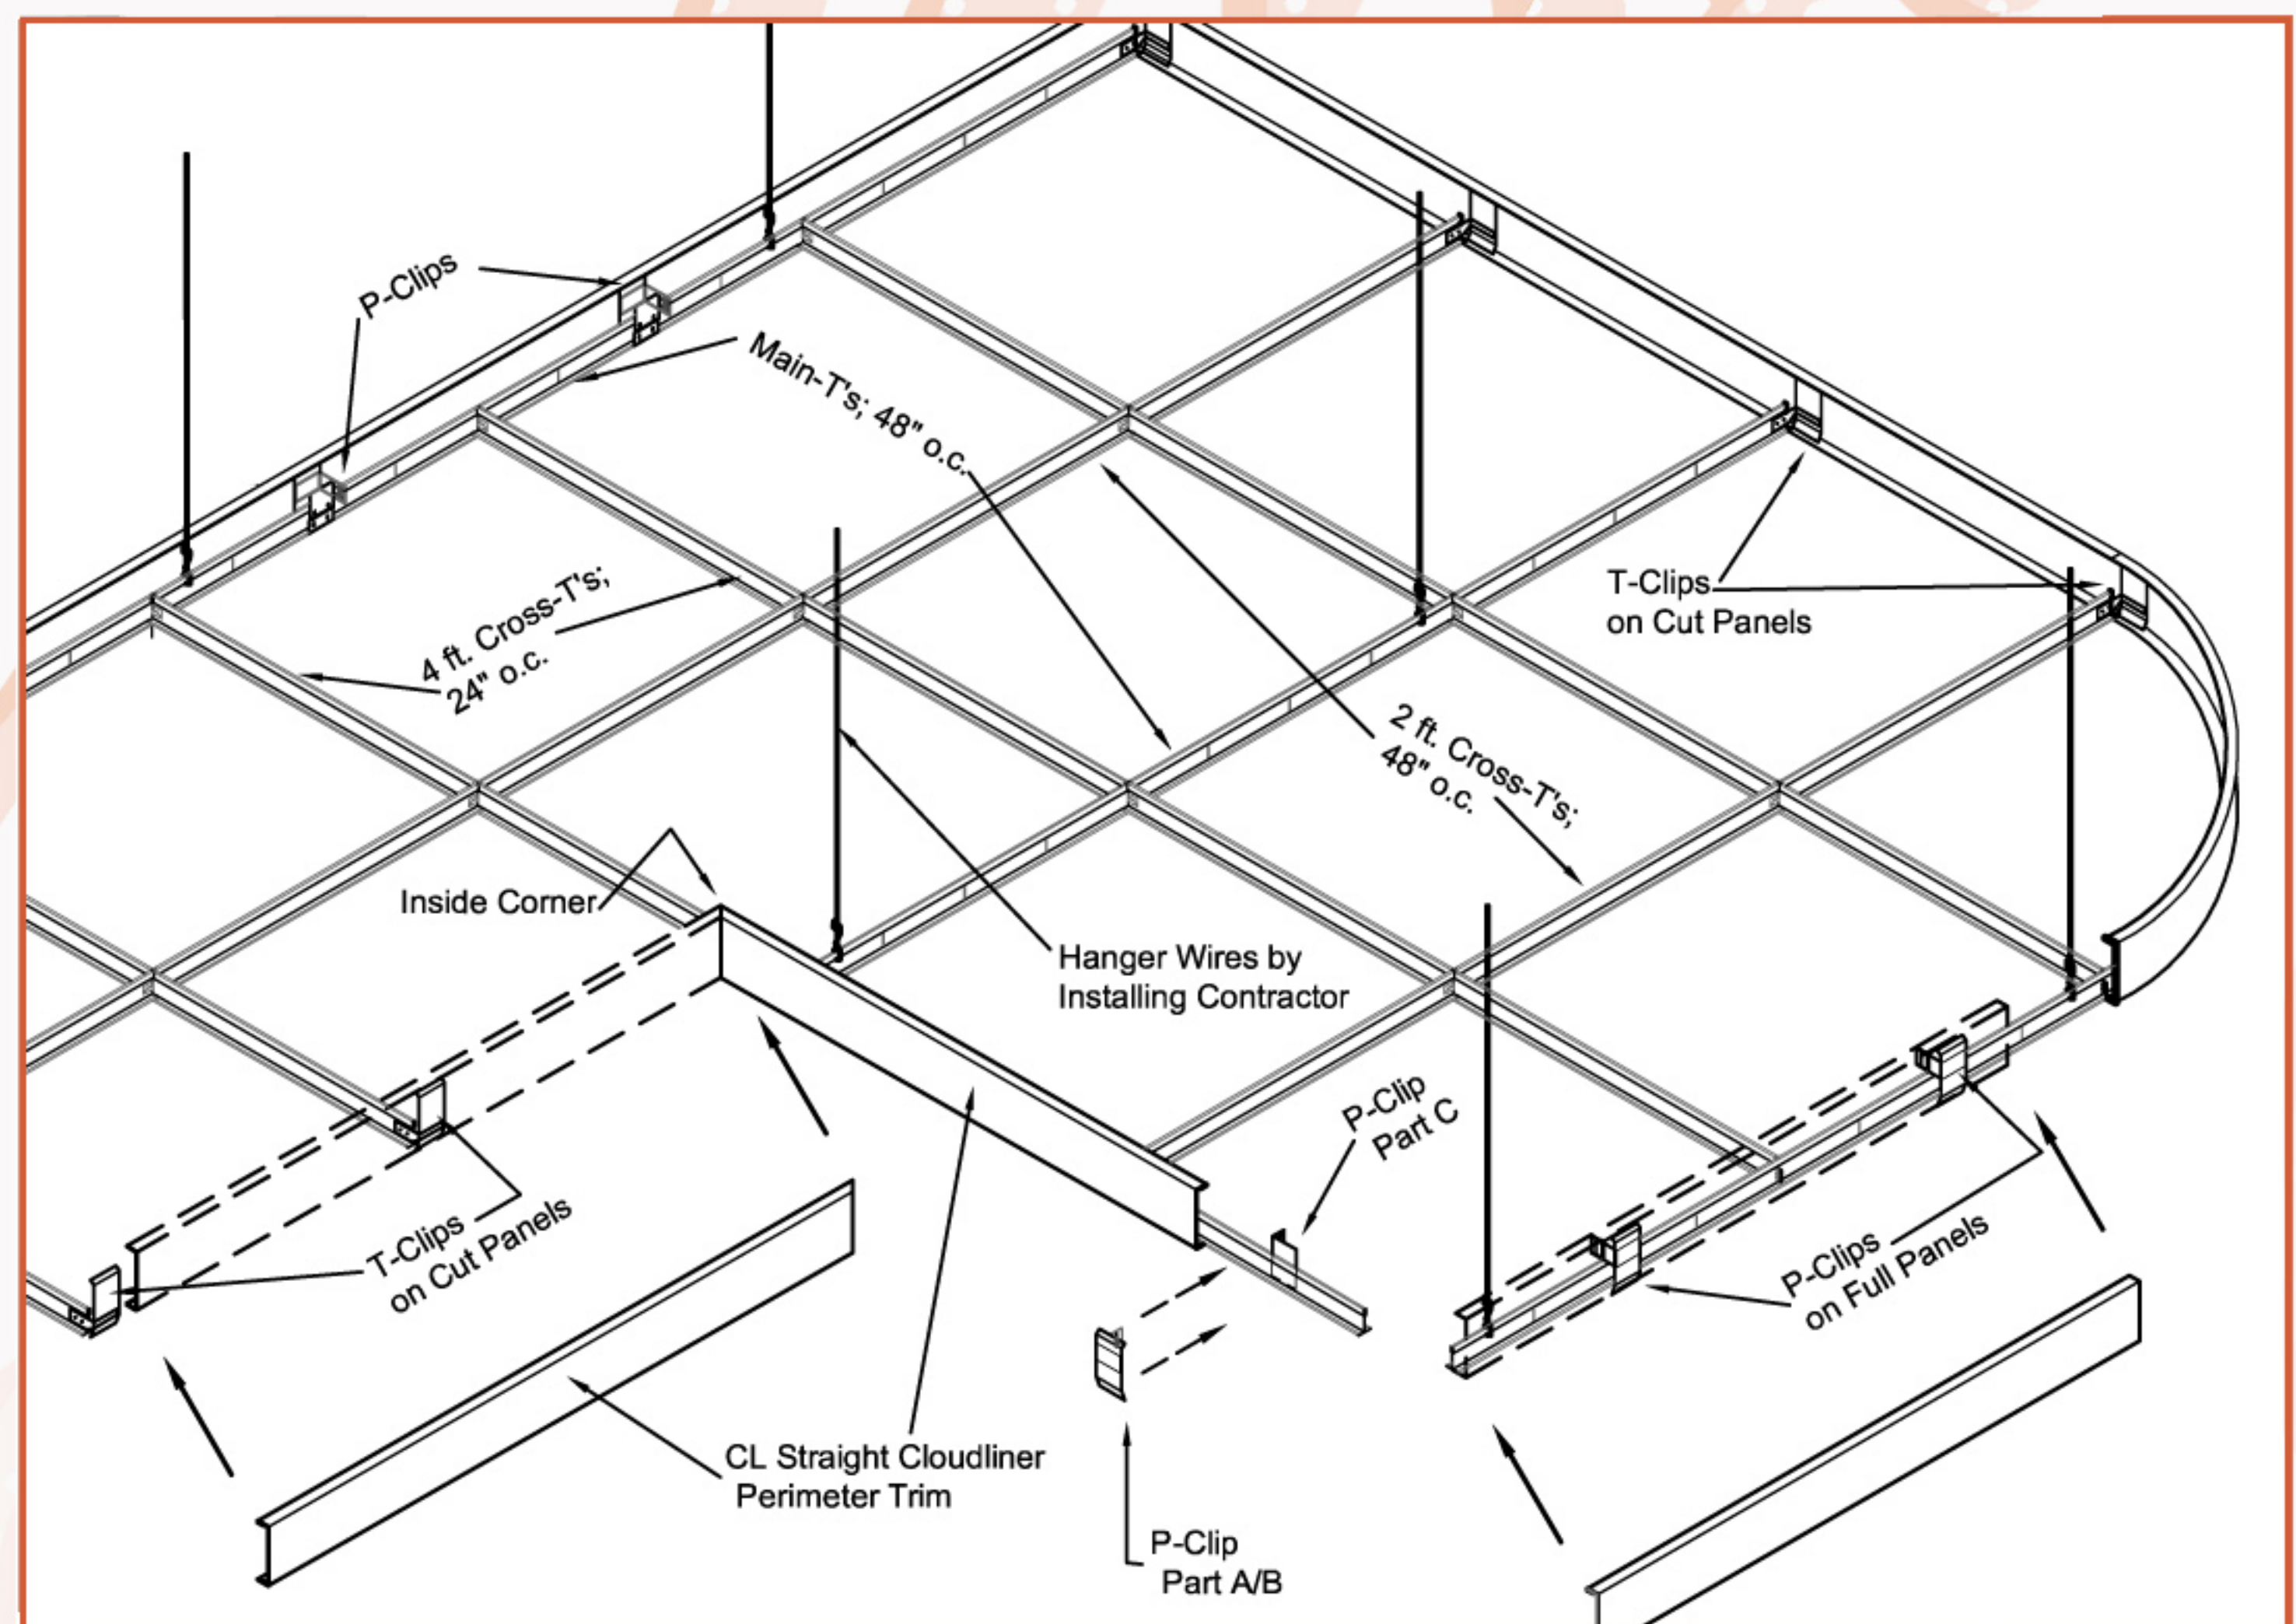 P-Clips
Main-T's; 48" o.c.
4 ft. Cross-T's;
24" o.c.
T-Clips
on Cut Panels
2 ft. Cross-T's;
48" o.c.
Inside Corner
Hanger Wires by
Installing Contractor
P-Clip
Part C
T-Clips
on Cut Panels
P-Clips
on Full Panels
CL Straight Cloudliner
Perimeter Trim
P-Clip
Part A/B